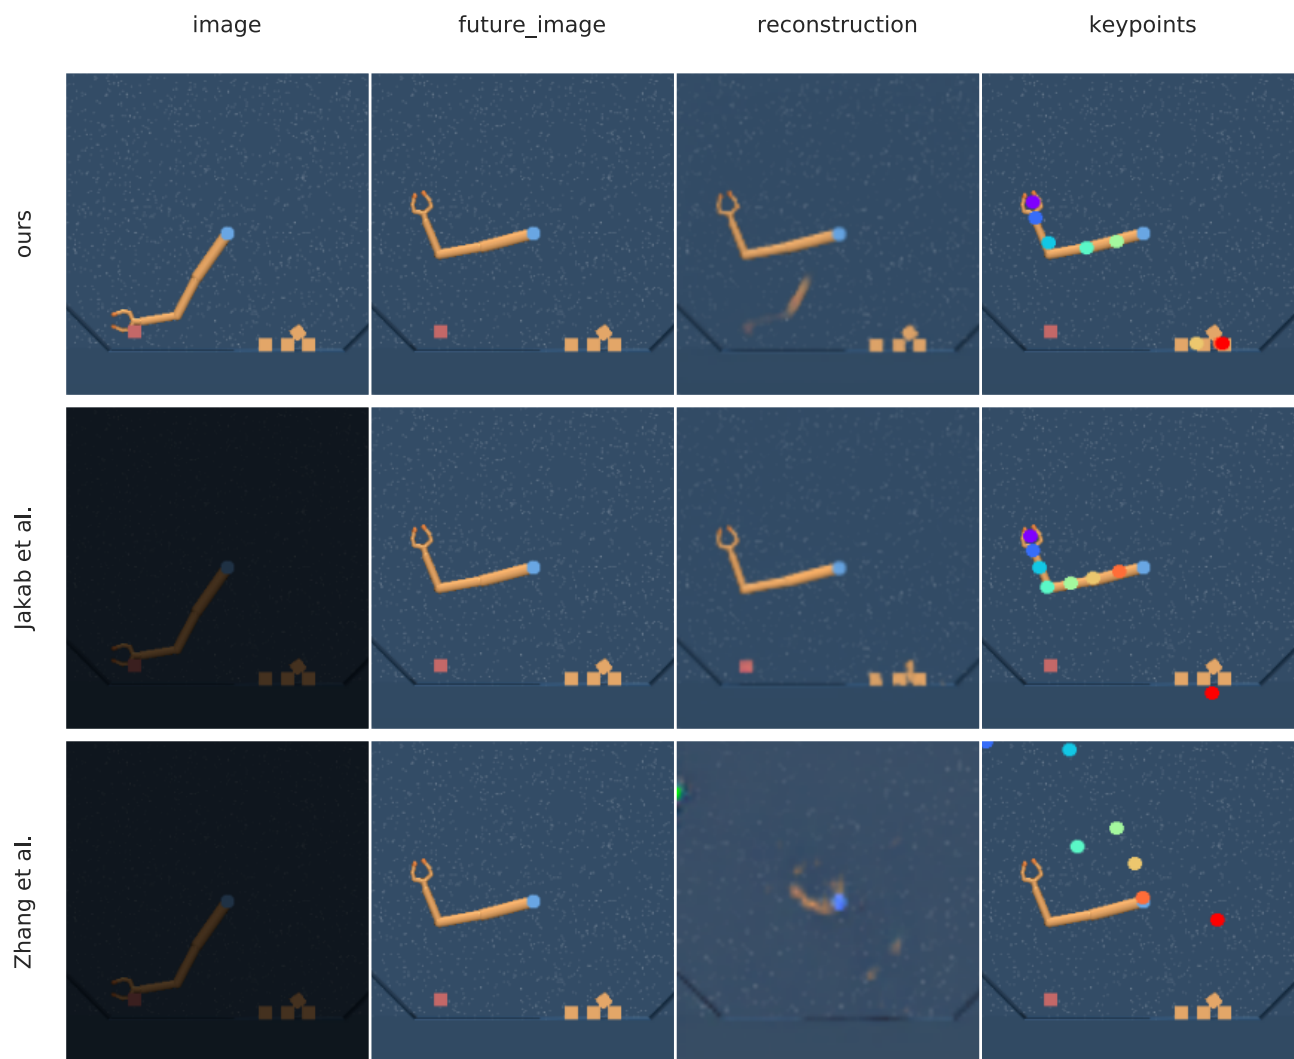 image future_image reconstruction keypoints
ours
Jakab et al.
Zhang et al.